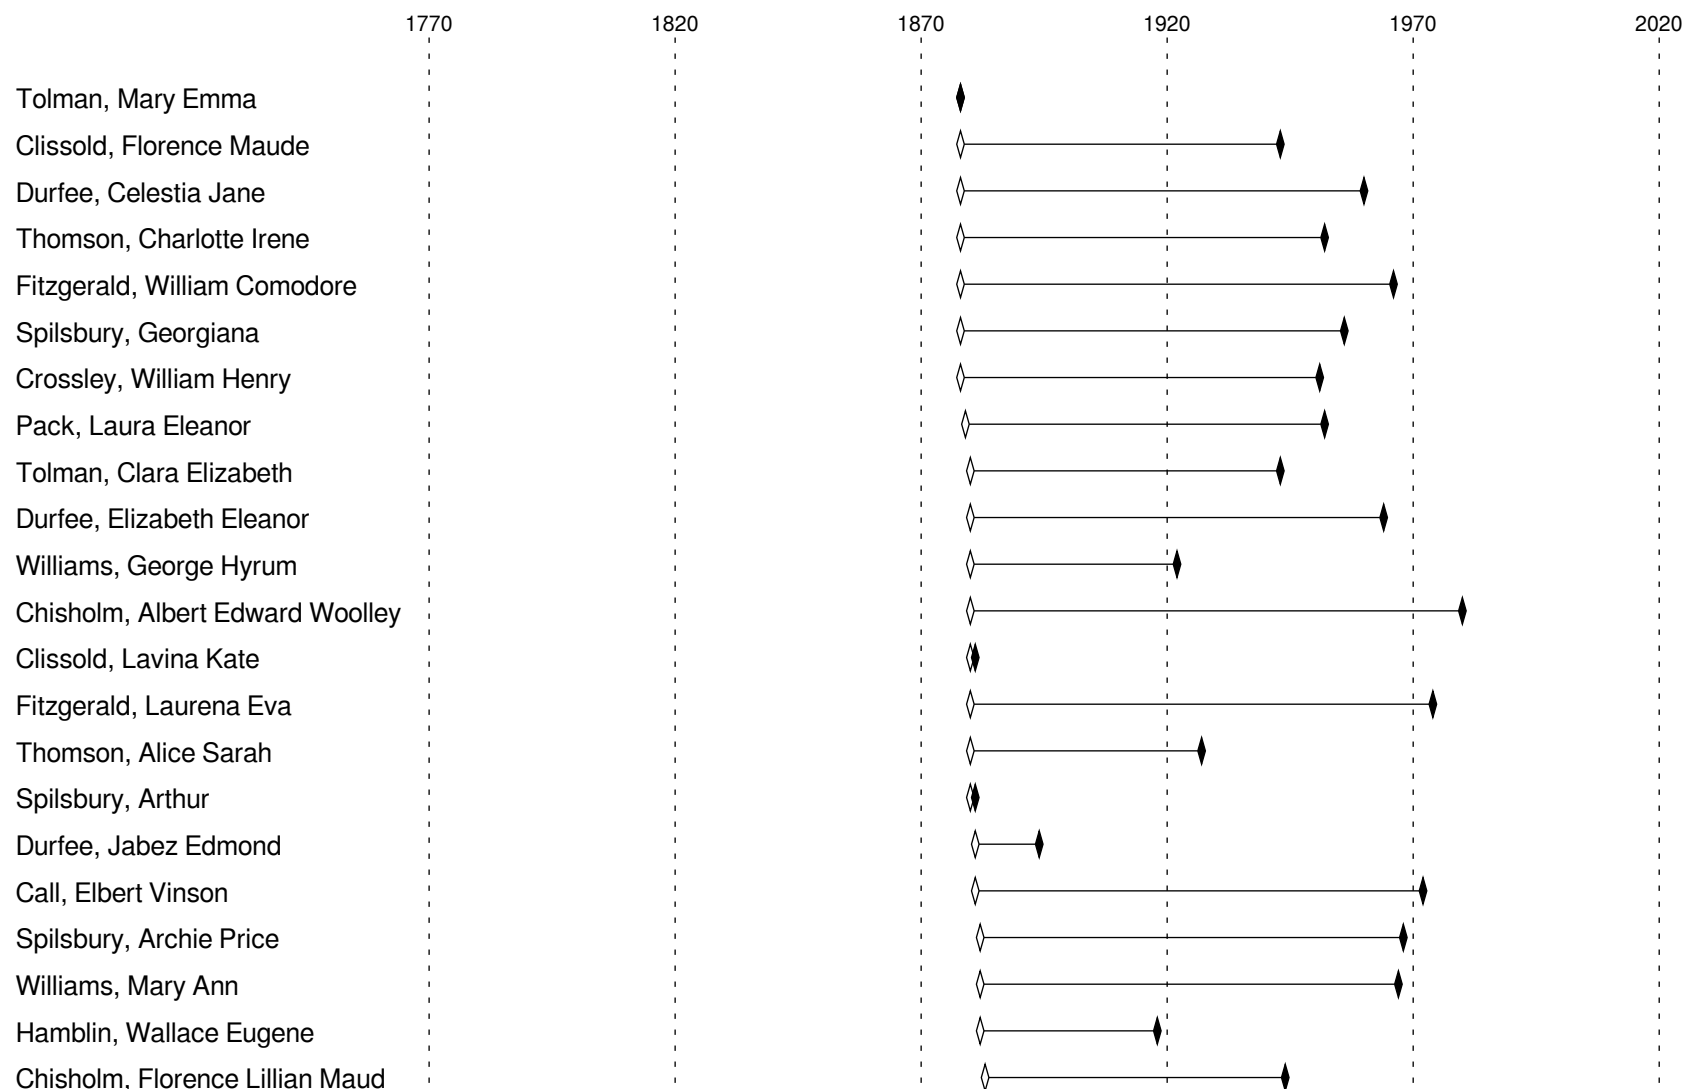 1770 1820 1870 1920 1970 2020
Tolman, Mary Emma
Clissold, Florence Maude
Durfee, Celestia Jane
Thomson, Charlotte Irene
Fitzgerald, William Comodore
Spilsbury, Georgiana
Crossley, William Henry
Pack, Laura Eleanor
Tolman, Clara Elizabeth
Durfee, Elizabeth Eleanor
Williams, George Hyrum
Chisholm, Albert Edward Woolley
Clissold, Lavina Kate
Fitzgerald, Laurena Eva
Thomson, Alice Sarah
Spilsbury, Arthur
Durfee, Jabez Edmond
Call, Elbert Vinson
Spilsbury, Archie Price
Williams, Mary Ann
Hamblin, Wallace Eugene
Chisholm, Florence Lillian Maud